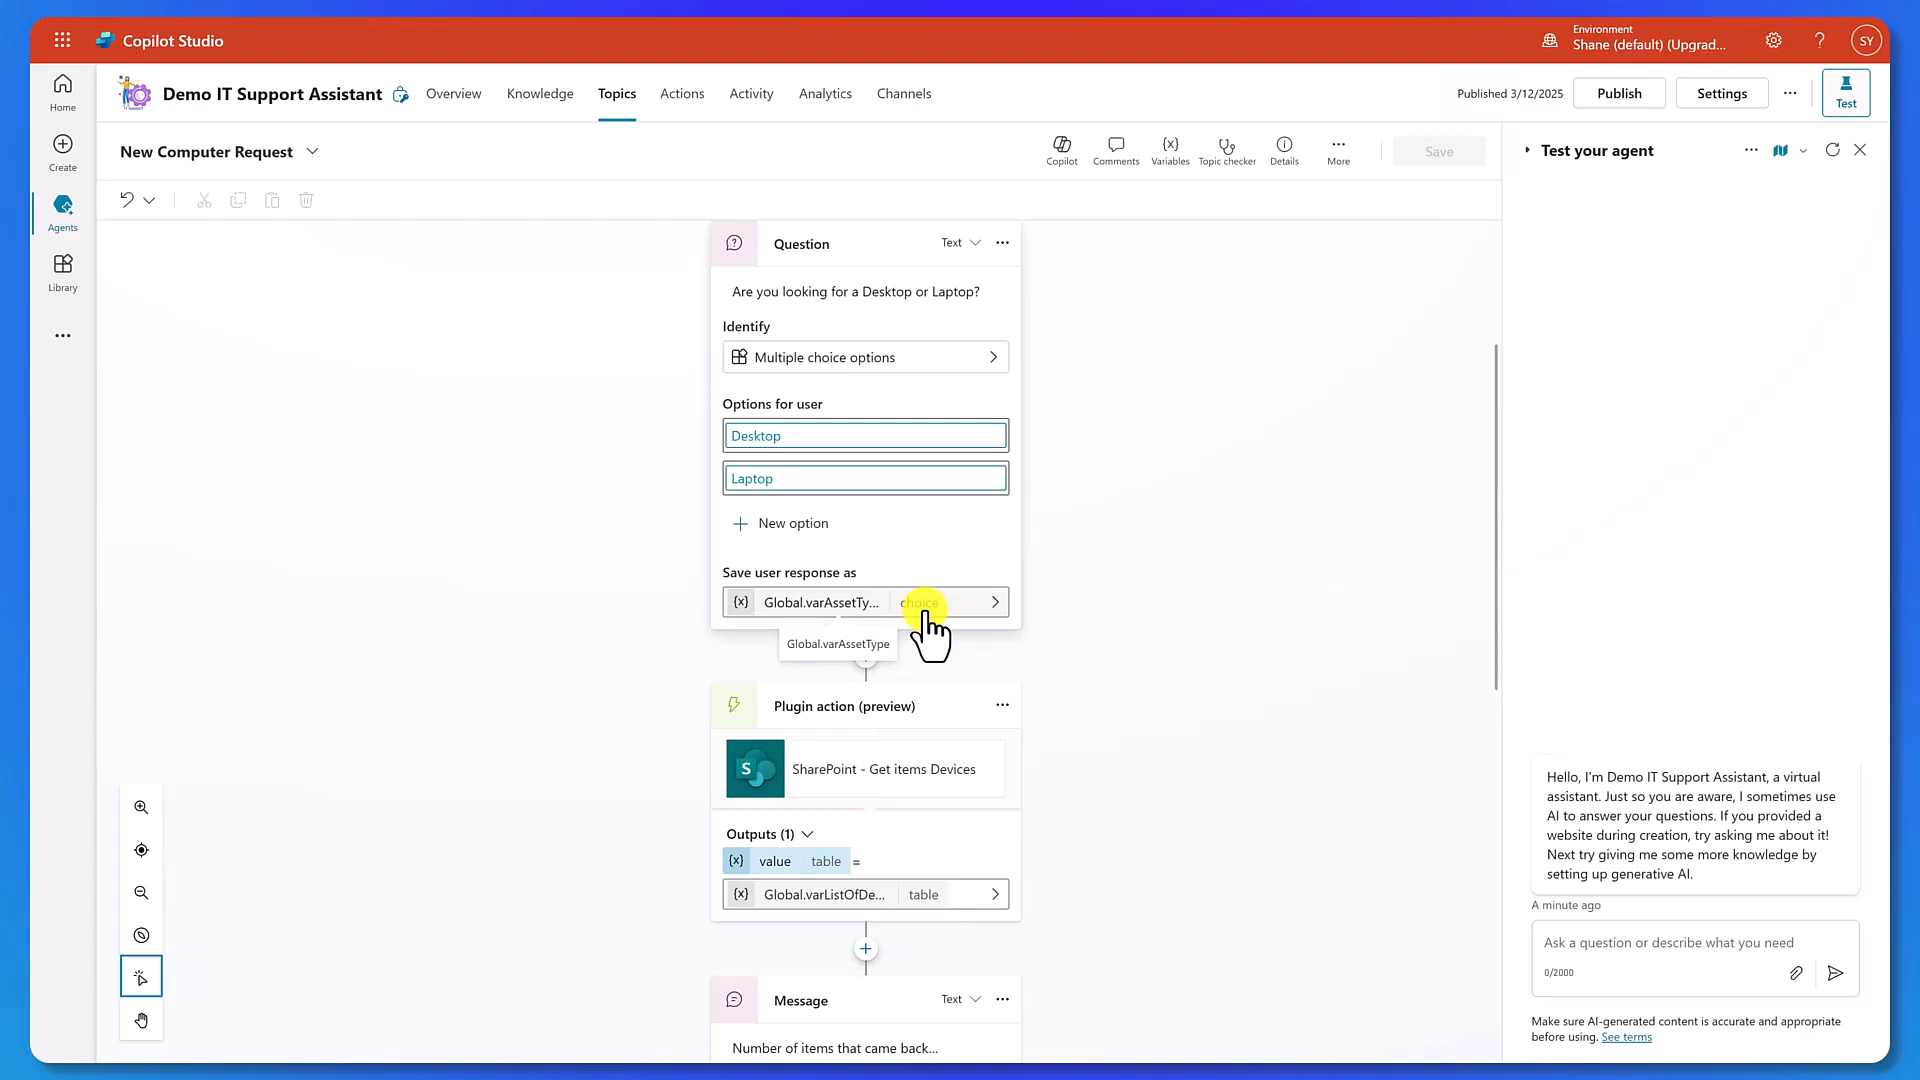 Copilot Studio
Environment
Shane (default) (Upgrad...
SY
Home
Create
Agents
Library
Demo IT Support Assistant
Overview
Knowledge
Topics
Actions
Activity
Analytics
Channels
Published 3/12/2025
Publish
Settings
Test
New Computer Request
Copilot
Comments
Variables
Topic checker
Details
More
Save
Question
Text
Are you looking for a Desktop or Laptop?
Identify
Multiple choice options
Options for user
Desktop
Laptop
New option
Save user response as
{x} Global.varAssetTy... choice
Global.varAssetType
Plugin action (preview)
S
SharePoint - Get items Devices
Outputs (1)
{x} value table =
{x} Global.varListOfDe... table
Message
Text
Number of items that came back...
Test your agent
Hello, I'm Demo IT Support Assistant, a virtual
assistant. Just so you are aware, I sometimes use
AI to answer your questions. If you provided a
website during creation, try asking me about it!
Next try giving me some more knowledge by
setting up generative AI.
A minute ago
Ask a question or describe what you need
0/2000
Make sure AI-generated content is accurate and appropriate
before using. See terms